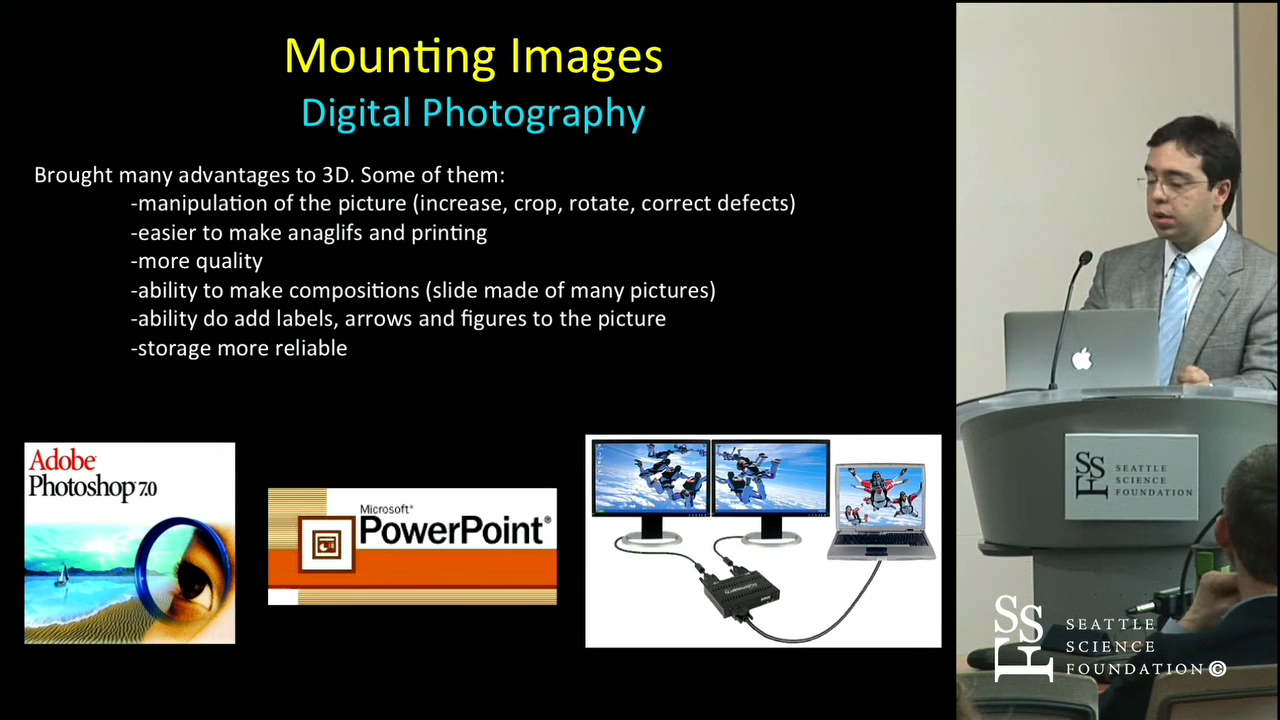 Mounting Images
Digital Photography
Brought many advantages to 3D. Some of them:
-manipulation of the picture (increase, crop, rotate, correct defects)
-easier to make anaglifs and printing
-more quality
-ability to make compositions (slide made of many pictures)
-ability do add labels, arrows and figures to the picture
-storage more reliable
Adobe
Photoshop 7.0
Microsoft®
PowerPoint®
SSF
SEATTLE
SCIENCE
FOUNDATION
SSF
SEATTLE
SCIENCE
FOUNDATION©